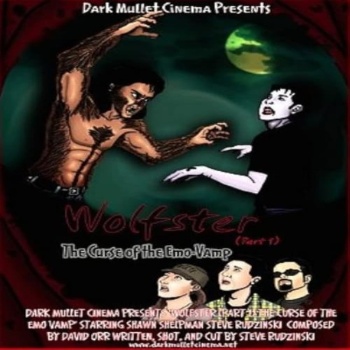 Dark Mullet Cinema Presents
Wolfster
(Part 1)
The Curse of the Emo-Vamp
DARK MULLET CINEMA PRESENTS "WOLFSTER (PART 1): THE CURSE OF THE
EMO VAMP" STARRING SHAWN SHELPMAN STEVE RUDZINSKI COMPOSED
BY DAVID ORR WRITTEN, SHOT, AND CUT BY STEVE RUDZINSKI
www.darkmulletcinema.net